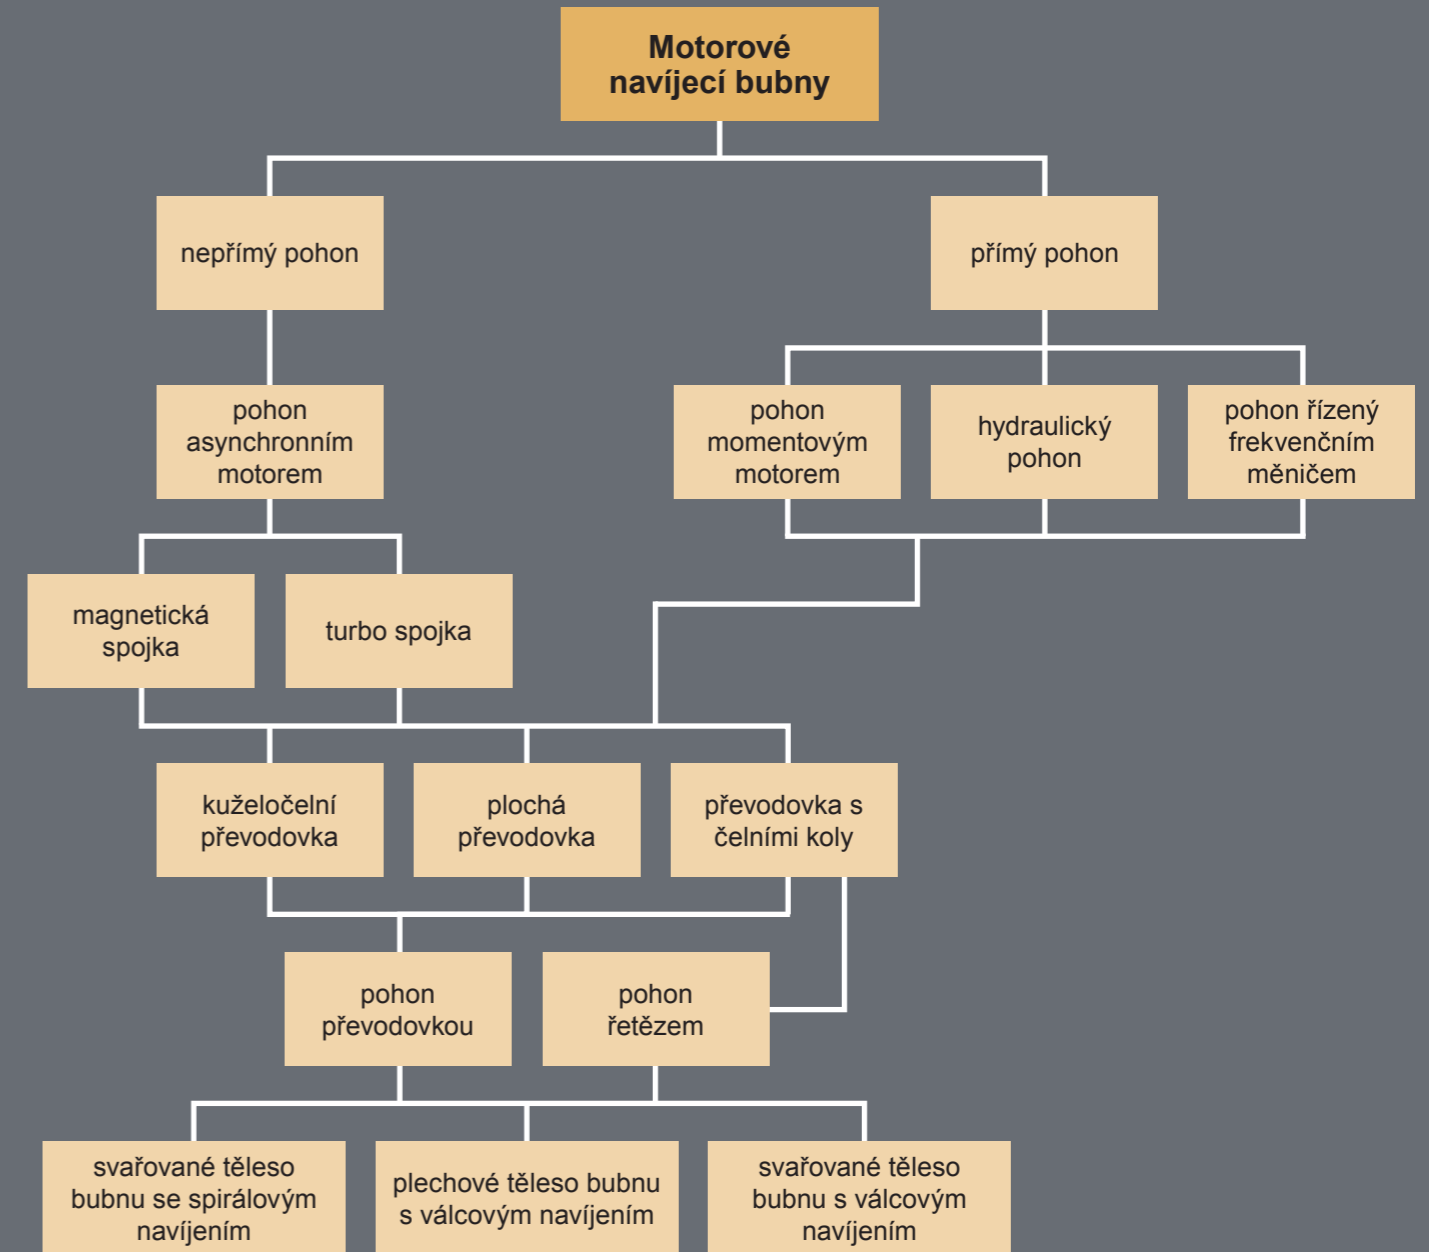 Motorové
navíjecí bubny
nepřímý pohon
přímý pohon
pohon
asynchronním
motorem
pohon
momentovým
motorem
hydraulický
pohon
pohon řízený
frekvenčním
měničem
magnetická
spojka
turbo spojka
kuželočelní
převodovka
plochá
převodovka
převodovka s
čelními koly
pohon
převodovkou
pohon
řetězem
svařované těleso
bubnu se spirálovým
navíjením
plechové těleso bubnu
s válcovým navíjením
svařované těleso
bubnu s válcovým
navíjením